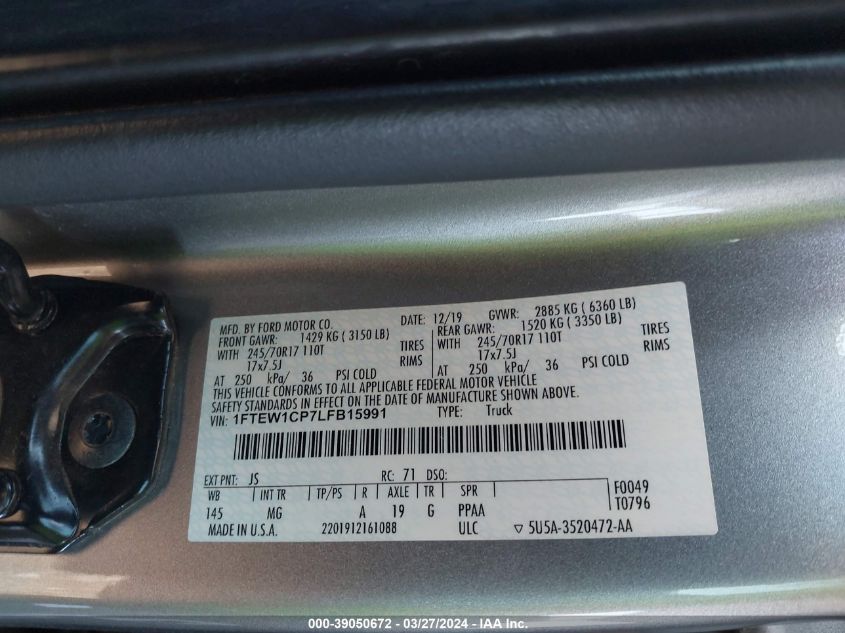 MFD. BY FORD MOTOR CO. DATE: 12/19 GVWR: 2885 KG ( 6360 LB)
FRONT GAWR: 1429 KG ( 3150 LB) REAR GAWR: 1520 KG ( 3350 LB)
WITH 245/70R17 110T TIRES WITH 245/70R17 110T TIRES
17x7.5J RIMS 17x7.5J RIMS
AT 250 kPa/ 36 PSI COLD AT 250 kPa/ 36 PSI COLD
THIS VEHICLE CONFORMS TO ALL APPLICABLE FEDERAL MOTOR VEHICLE
SAFETY STANDARDS IN EFFECT ON THE DATE OF MANUFACTURE SHOWN ABOVE.
VIN: 1FTEW1CP7LFB15991 TYPE: Truck
EXT PNT: JS RC: 71 DSO:
WB INT TR TP/PS R AXLE TR SPR F0049
145 MG A 19 G PPAA T0796
MADE IN U.S.A. 2201912161088 ULC ▽ 5U5A-3520472-AA
000-39050672 - 03/27/2024 - IAA Inc.